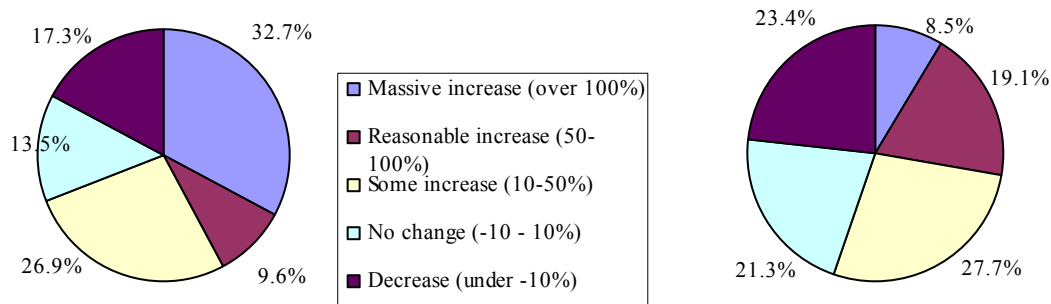 32.7%
9.6%
26.9%
13.5%
17.3%
Massive increase (over 100%)
Reasonable increase (50-
100%)
Some increase (10-50%)
No change (-10 - 10%)
Decrease (under -10%)
8.5%
19.1%
27.7%
21.3%
23.4%